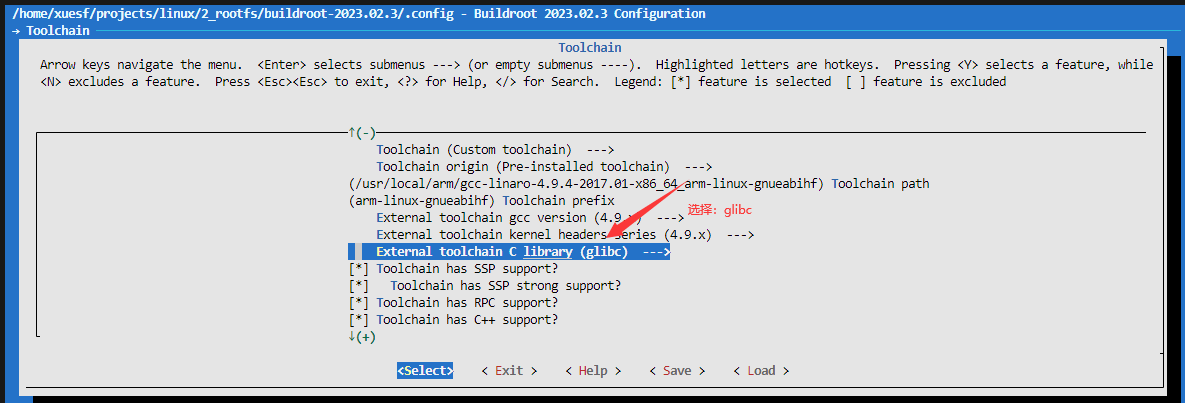 /home/xuesf/projects/linux/2_rootfs/buildroot-2023.02.3/.config - Buildroot 2023.02.3 Configuration
→ Toolchain
Toolchain
Arrow keys navigate the menu.  <Enter> selects submenus ---> (or empty submenus ----).  Highlighted letters are hotkeys.  Pressing <Y> selects a feature, while
<N> excludes a feature.  Press <Esc><Esc> to exit, <?> for Help, </> for Search.  Legend: [*] feature is selected  [ ] feature is excluded
↑(-)
Toolchain (Custom toolchain)  --->
Toolchain origin (Pre-installed toolchain)  --->
(/usr/local/arm/gcc-linaro-4.9.4-2017.01-x86_64_arm-linux-gnueabihf) Toolchain path
(arm-linux-gnueabihf) Toolchain prefix
External toolchain gcc version (4.9.x)  --->
选择: glibc
External toolchain kernel headers series (4.9.x)  --->
External toolchain C library (glibc)  --->
[*] Toolchain has SSP support?
[*]   Toolchain has SSP strong support?
[*] Toolchain has RPC support?
[*] Toolchain has C++ support?
↓(+)
<Select>    < Exit >    < Help >    < Save >    < Load >